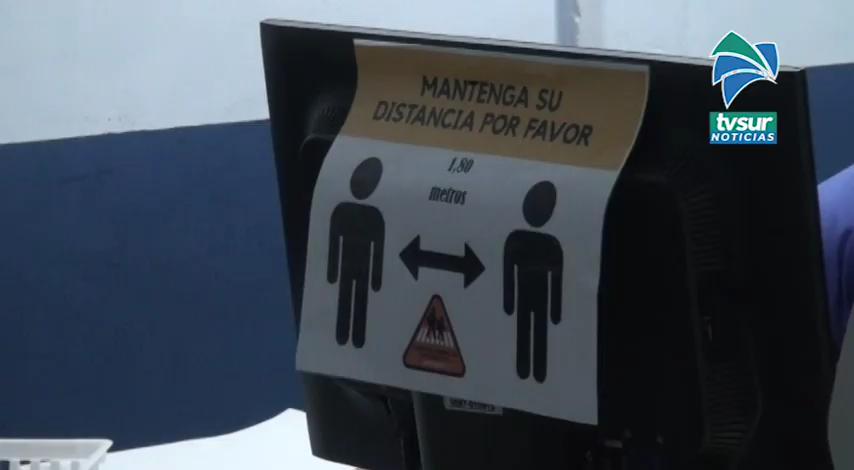 MANTENGA SU
DISTANCIA POR FAVOR
1,80
metros
tvsur
NOTICIAS